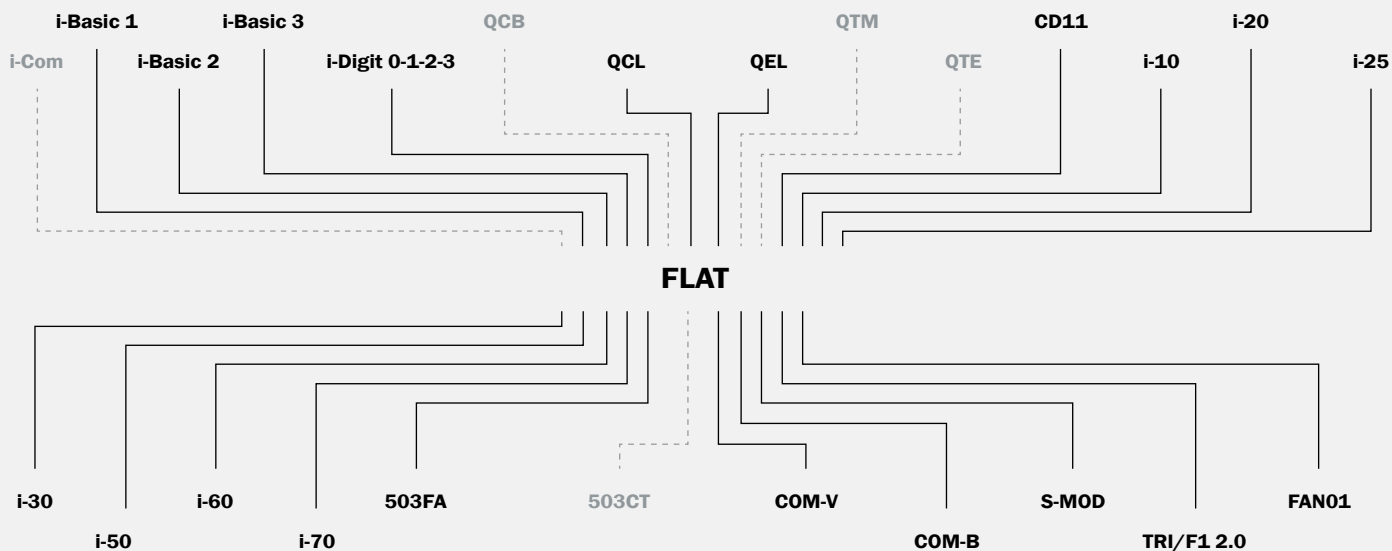 i-Basic 1
i-Basic 3
QCB
QTM
CD11
i-20
i-Com
i-Basic 2
i-Digit 0-1-2-3
QCL
QEL
QTE
i-10
i-25
FLAT
i-30
i-60
503FA
503CT
COM-V
S-MOD
FAN01
i-50
i-70
COM-B
TRI/F1 2.0